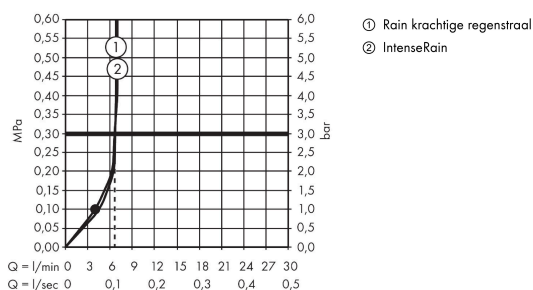 0,60 6,0 ① Rain krachtige regenstraal
0,55 ① 5,5 ② IntenseRain
0,50 5,0
0,45 ② 4,5
0,40 4,0
0,35 3,5
MPa 0,30 3,0 bar
0,25 2,5
0,20 2,0
0,15 1,5
0,10 1,0
0,05 0,5
0,00 0,0
Q = l/min 0 3 6 9 12 15 18 21 24 27 30
Q = l/sec 0 0,1 0,2 0,3 0,4 0,5